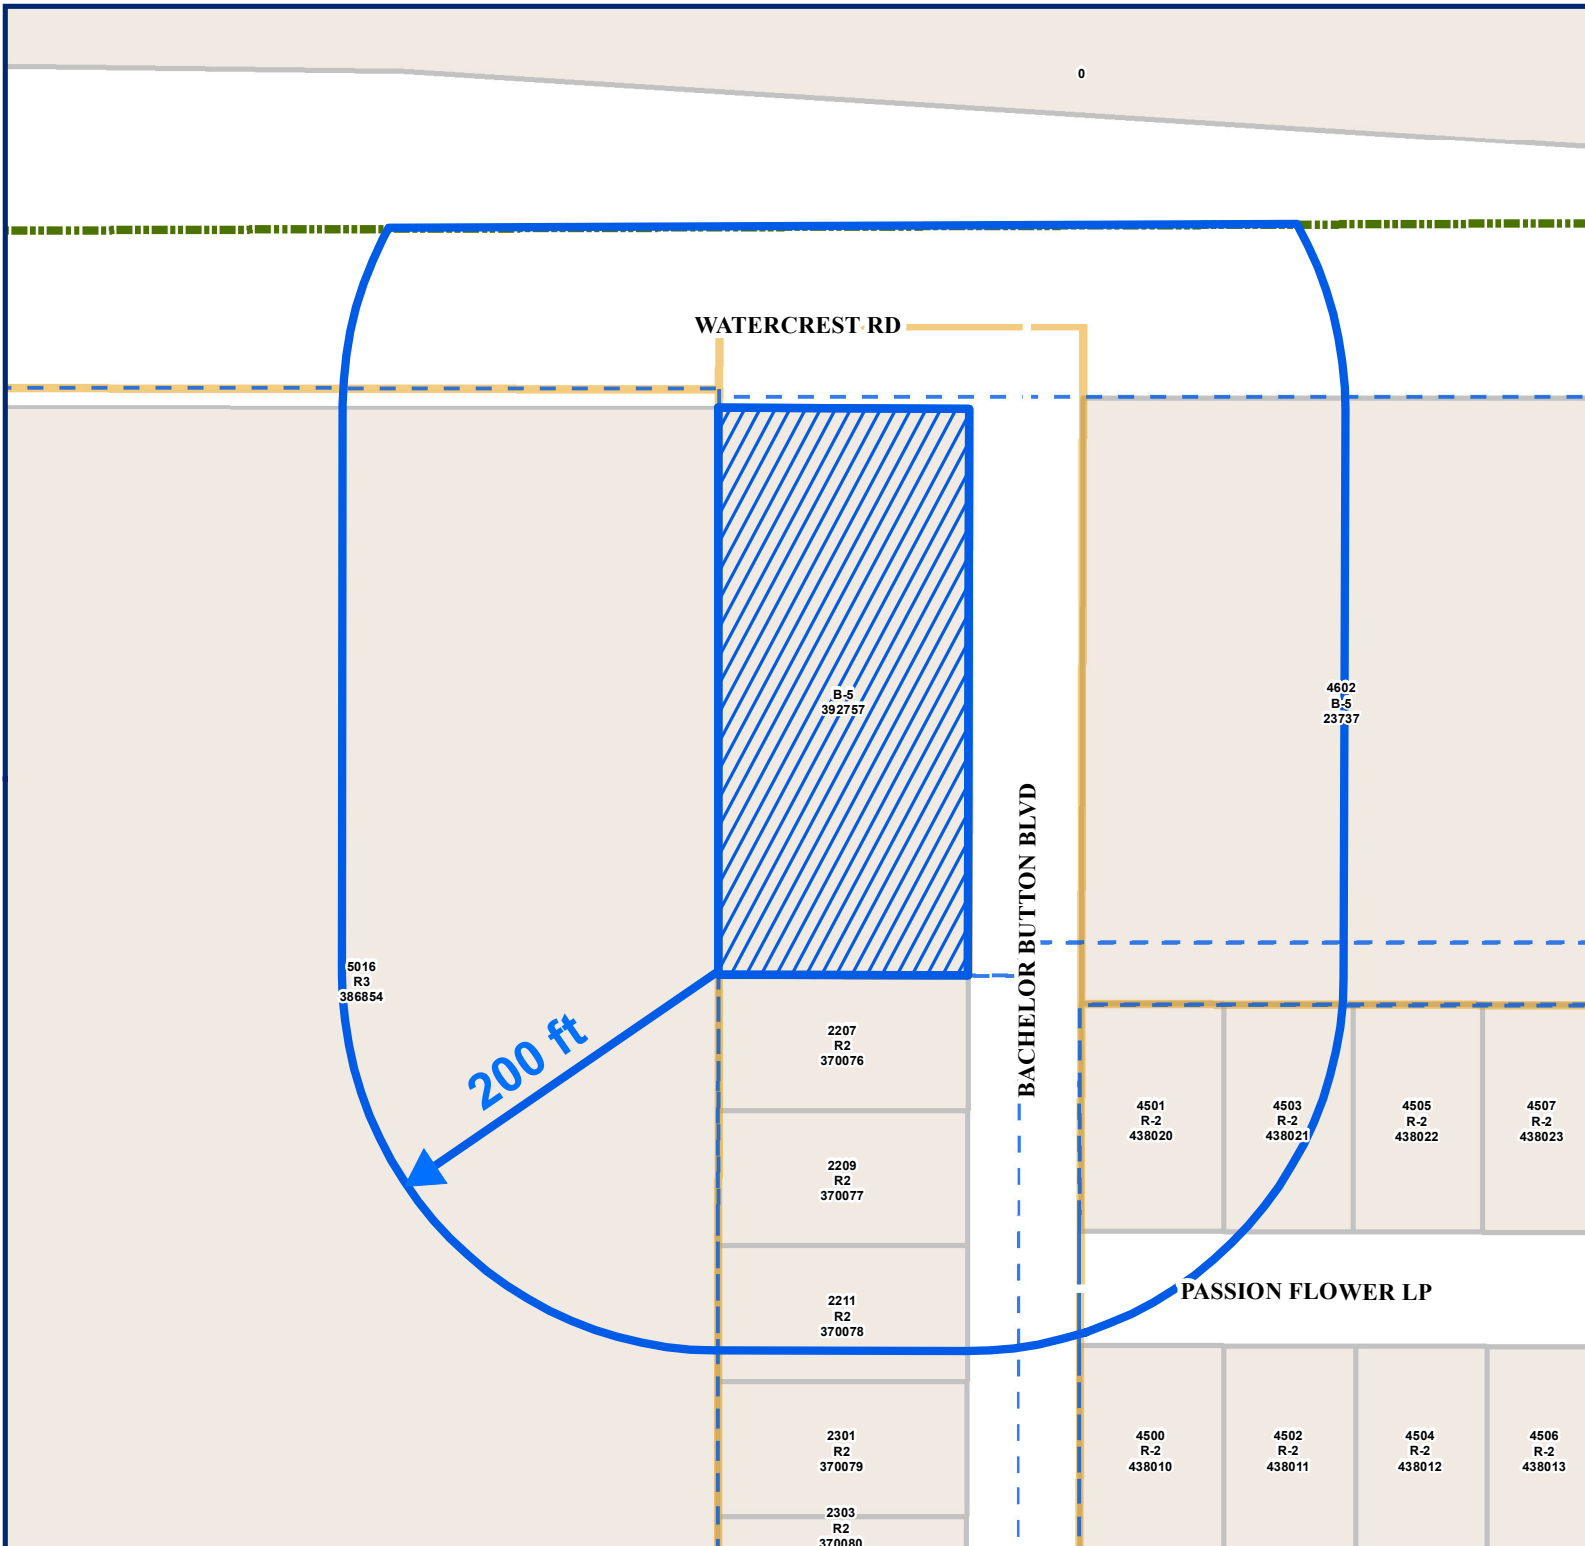 0
WATERCREST RD
B-5
392757
4602
B-5
23737
BACHELOR BUTTON BLVD
5016
R3
386854
200 ft
2207
R2
370076
4501
R-2
438020
4503
R-2
438021
4505
R-2
438022
4507
R-2
438023
2209
R2
370077
2211
R2
370078
PASSION FLOWER LP
2301
R2
370079
4500
R-2
438010
4502
R-2
438011
4504
R-2
438012
4506
R-2
438013
2303
R2
370080